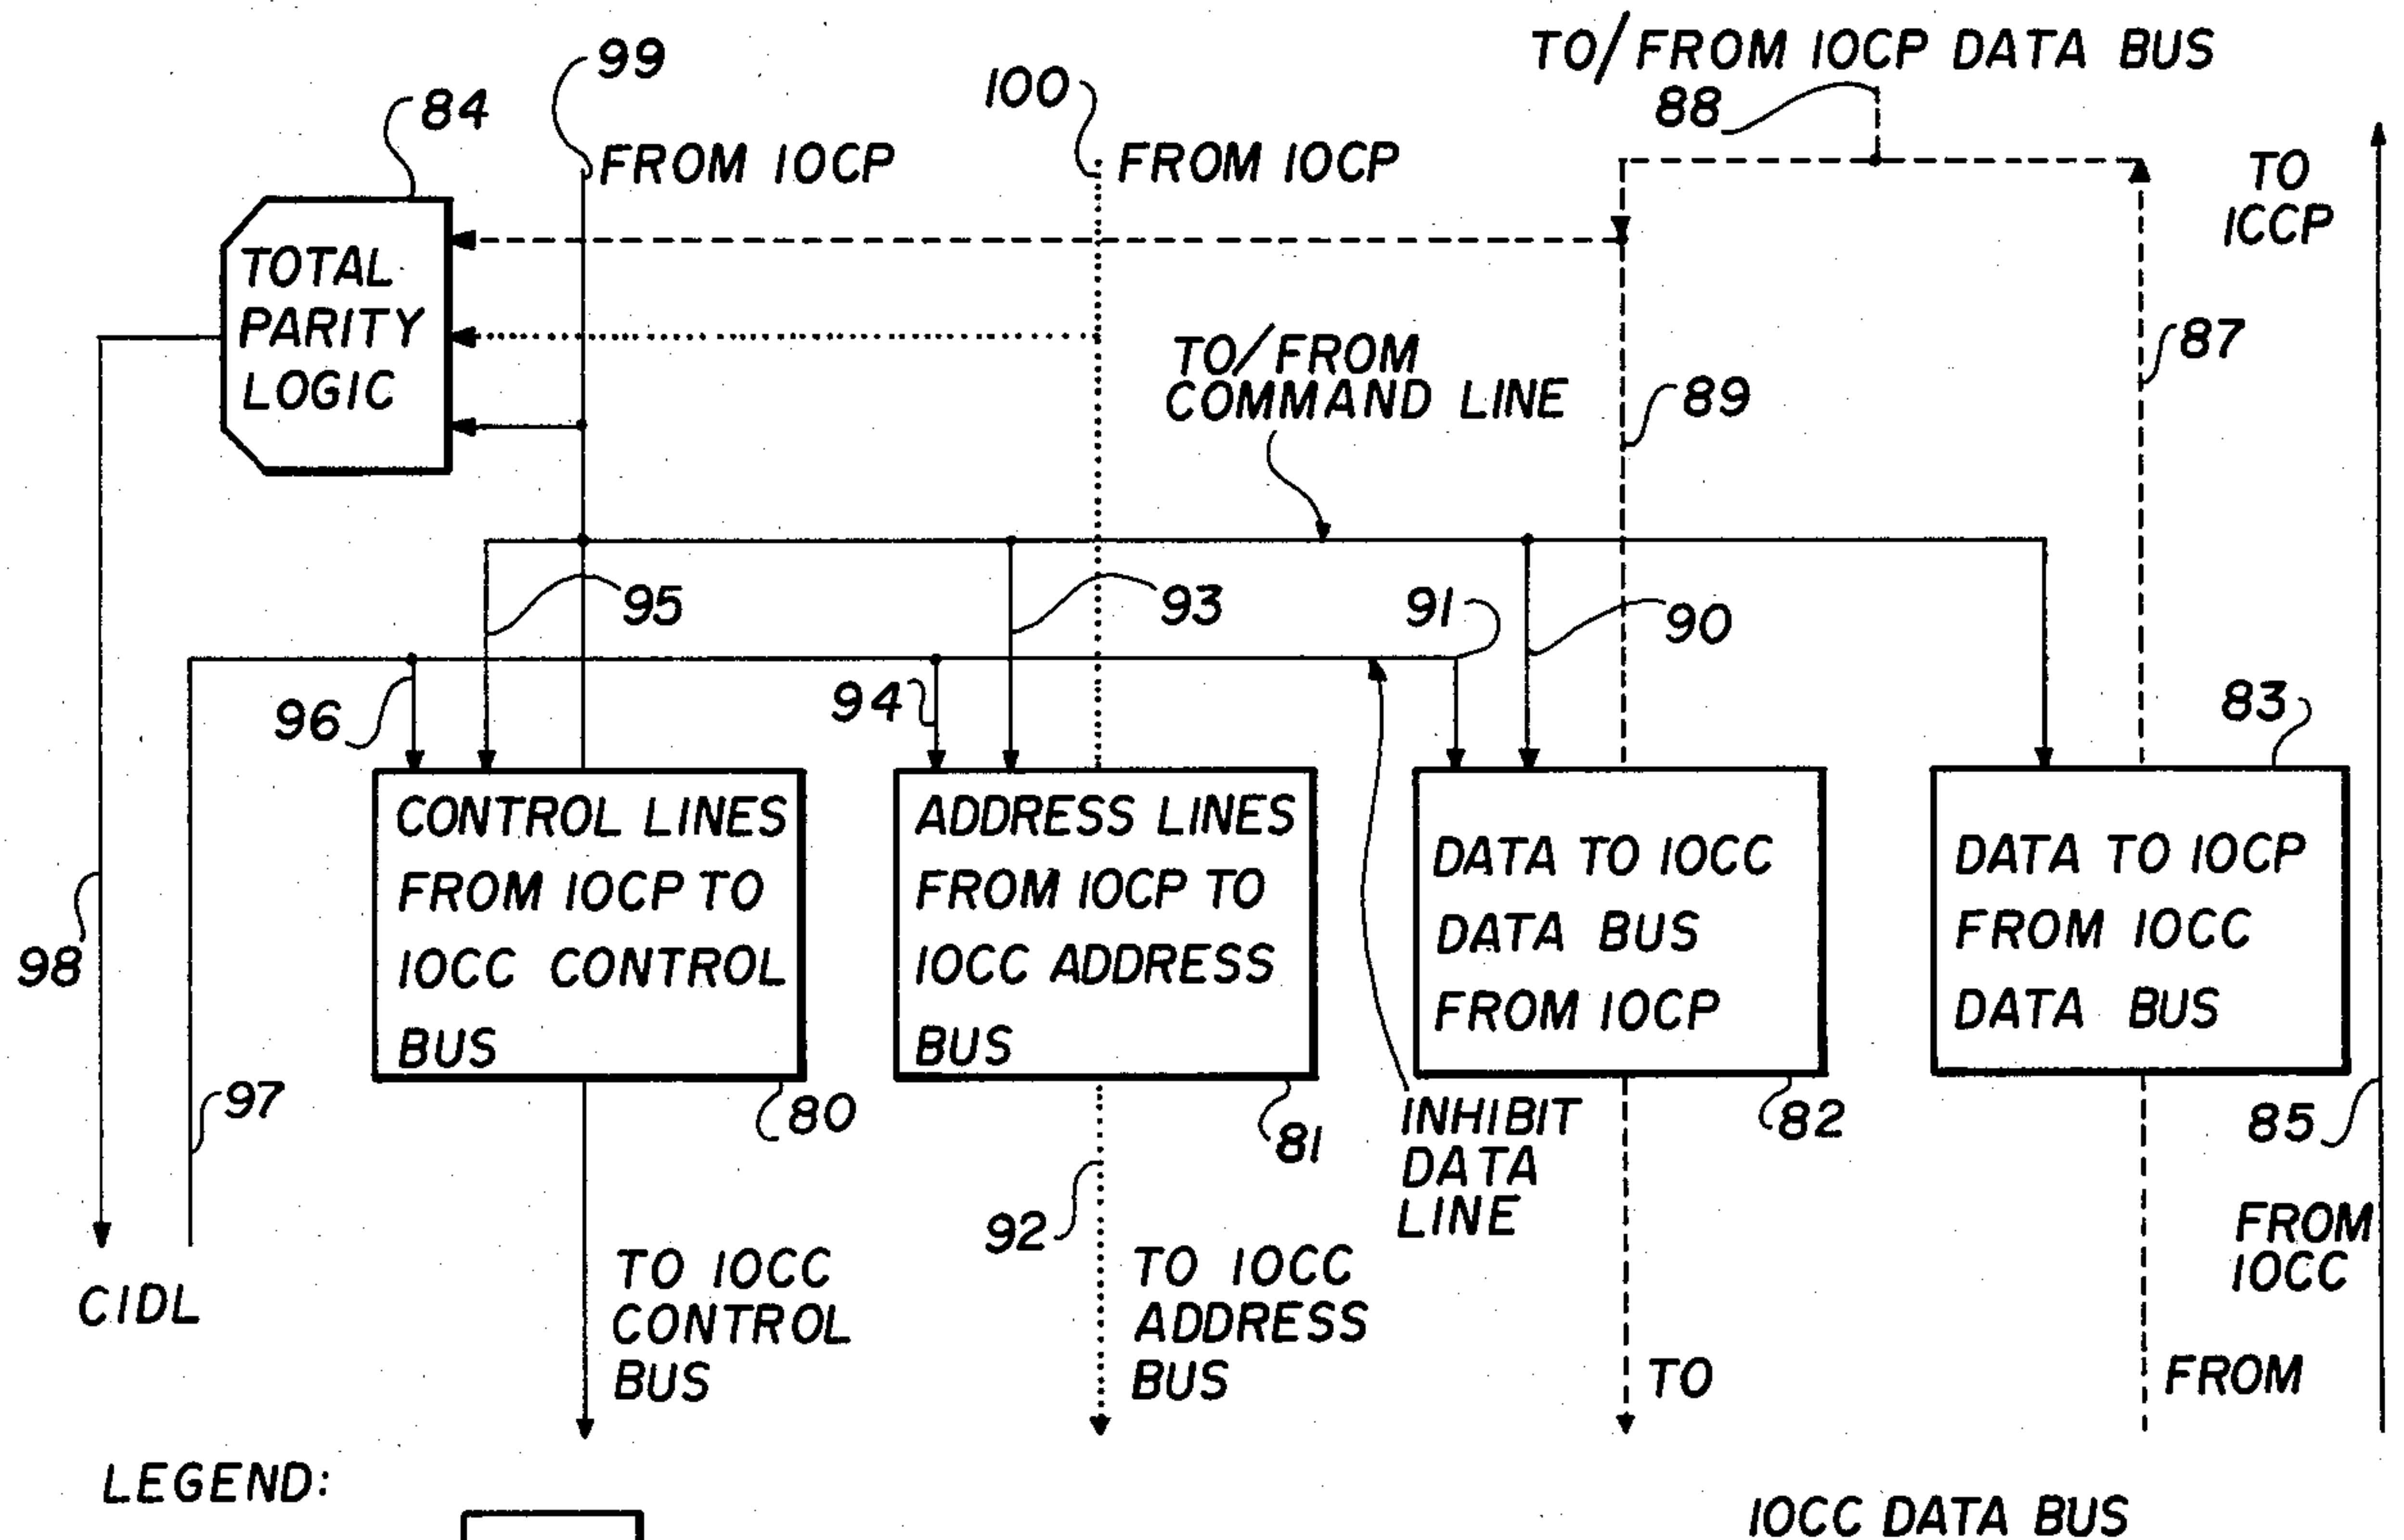 TO/FROM IOCP DATA BUS
99
100
88
84
FROM IOCP
FROM IOCP
TO
ICCP
TOTAL
PARITY
LOGIC
TO/FROM
COMMAND LINE
89
87
95
93
91
90
96
94
83
CONTROL LINES
FROM IOCP TO
IOCC CONTROL
BUS
ADDRESS LINES
FROM IOCP TO
IOCC ADDRESS
BUS
DATA TO IOCC
DATA BUS
FROM IOCP
DATA TO IOCP
FROM IOCC
DATA BUS
98
97
80
81
INHIBIT
DATA
LINE
82
85
92
CIDL
TO IOCC
CONTROL
BUS
TO IOCC
ADDRESS
BUS
TO
FROM
IOCC
FROM
LEGEND:
IOCC DATA BUS